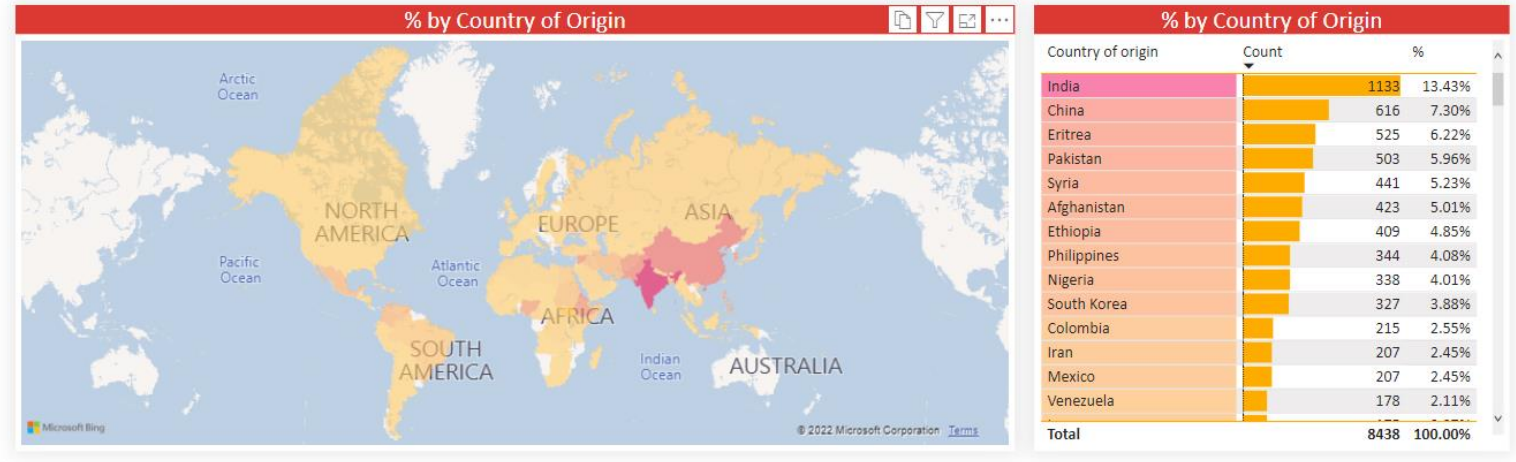 % by Country of Origin
Arctic
Ocean
NORTH
AMERICA
EUROPE
ASIA
Pacific
Ocean
Atlantic
Ocean
AFRICA
SOUTH
AMERICA
Indian
Ocean
AUSTRALIA
Microsoft Bing
© 2022 Microsoft Corporation Terms
% by Country of Origin
Country of origin Count %
India 1133 13.43%
China 616 7.30%
Eritrea 525 6.22%
Pakistan 503 5.96%
Syria 441 5.23%
Afghanistan 423 5.01%
Ethiopia 409 4.85%
Philippines 344 4.08%
Nigeria 338 4.01%
South Korea 327 3.88%
Colombia 215 2.55%
Iran 207 2.45%
Mexico 207 2.45%
Venezuela 178 2.11%
Total 8438 100.00%